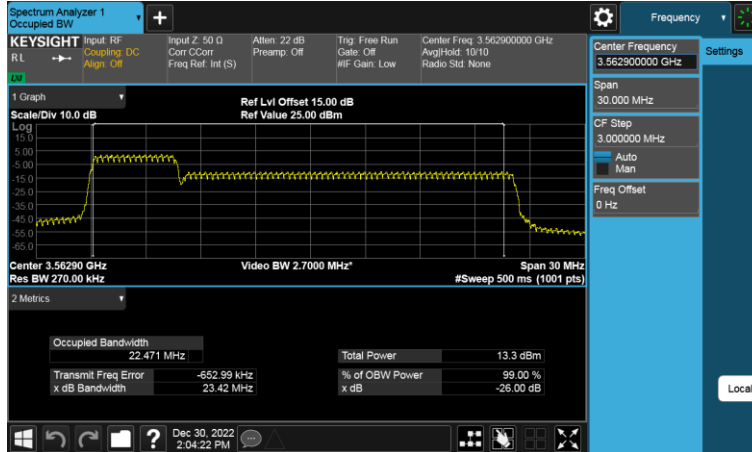 Spectrum Analyzer 1
Occupied BW
Frequency
KEYSIGHT
RL
LXI
Input: RF
Coupling: DC
Align: Off
Input Z: 50 Ω
Corr CCorr
Freq Ref: Int (S)
Atten: 22 dB
Preamp: Off
Trig: Free Run
Gate: Off
#IF Gain: Low
Center Freq: 3.562900000 GHz
Avg|Hold: 10/10
Radio Std: None
Center Frequency
3.562900000 GHz
Settings
Span
30.000 MHz
CF Step
3.000000 MHz
Auto
Man
Freq Offset
0 Hz
1 Graph
Scale/Div 10.0 dB
Ref Lvl Offset 15.00 dB
Ref Value 25.00 dBm
Log
15.0
5.00
-5.00
-15.0
-25.0
-35.0
-45.0
-55.0
-65.0
Center 3.56290 GHz
Res BW 270.00 kHz
Video BW 2.7000 MHz*
Span 30 MHz
#Sweep 500 ms (1001 pts)
2 Metrics
Occupied Bandwidth
22.471 MHz
Transmit Freq Error -652.99 kHz
x dB Bandwidth 23.42 MHz
Total Power 13.3 dBm
% of OBW Power 99.00 %
x dB -26.00 dB
Local
?
Dec 30, 2022
2:04:22 PM